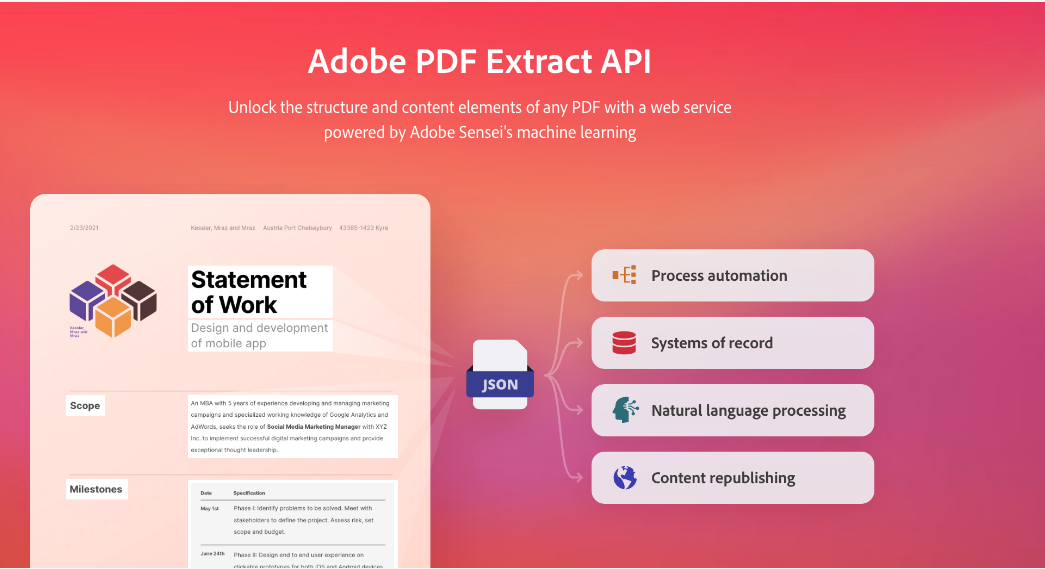 Adobe PDF Extract API
Unlock the structure and content elements of any PDF with a web service
powered by Adobe Sensei's machine learning
2/23/2021
Kessler, Mraz and Mraz Austria Port Chelsaybury 43385-1423 Kyra
Kessler,
Mraz and
Mraz
Statement
of Work
Design and development
of mobile app
Scope
An MBA with 5 years of experience developing and managing marketing
campaigns and specialized working knowledge of Google Analytics and
AdWords, seeks the role of Social Media Marketing Manager with XYZ
Inc. to implement successful digital marketing campaigns and provide
exceptional thought leadership.
Milestones
Date Specification
May 1st Phase I: Identify problems to be solved. Meet with
stakeholders to define the project. Assess risk, set
scope and budget.
June 24th Phase II: Design end to end user experience on
clickable prototypes for both iOS and Android devices
JSON
Process automation
Systems of record
Natural language processing
Content republishing